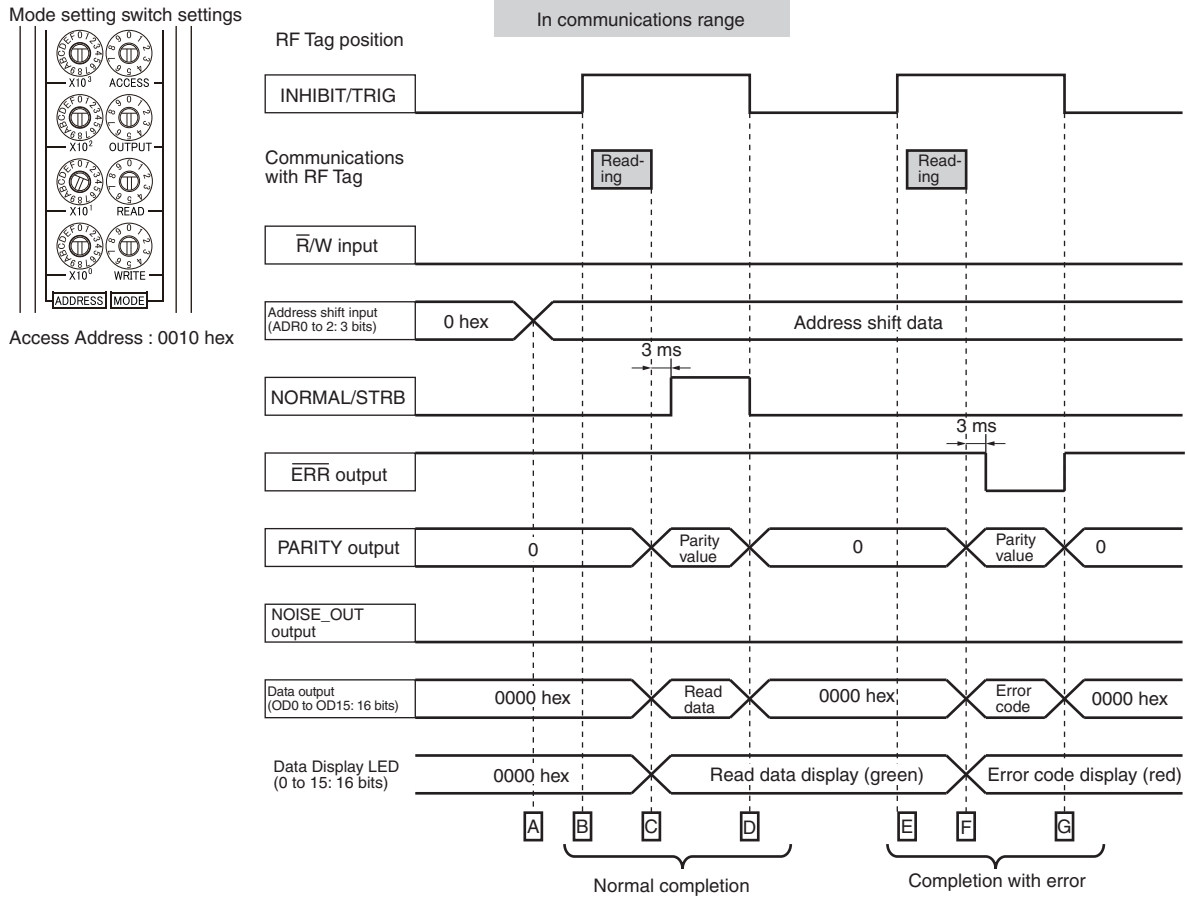 Mode setting switch settings
X10³ ACCESS
X10² OUTPUT
X10¹ READ
X10⁰ WRITE
ADDRESS MODE
Access Address : 0010 hex
In communications range
RF Tag position
INHIBIT/TRIG
Communications
with RF Tag
Read-
ing
Read-
ing
R̅/W input
Address shift input
(ADR0 to 2: 3 bits)
0 hex
Address shift data
3 ms
NORMAL/STRB
3 ms
E̅R̅R̅ output
PARITY output
0
Parity
value
0
Parity
value
0
NOISE_OUT
output
Data output
(OD0 to OD15: 16 bits)
0000 hex
Read
data
0000 hex
Error
code
0000 hex
Data Display LED
(0 to 15: 16 bits)
0000 hex
Read data display (green)
Error code display (red)
A B C D E F G
Normal completion
Completion with error